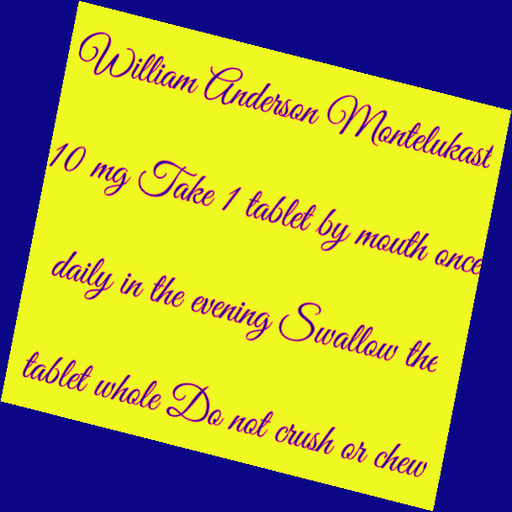 William Anderson Montelukast
10 mg Take 1 tablet by mouth once
daily in the evening Swallow the
tablet whole Do not crush or chew